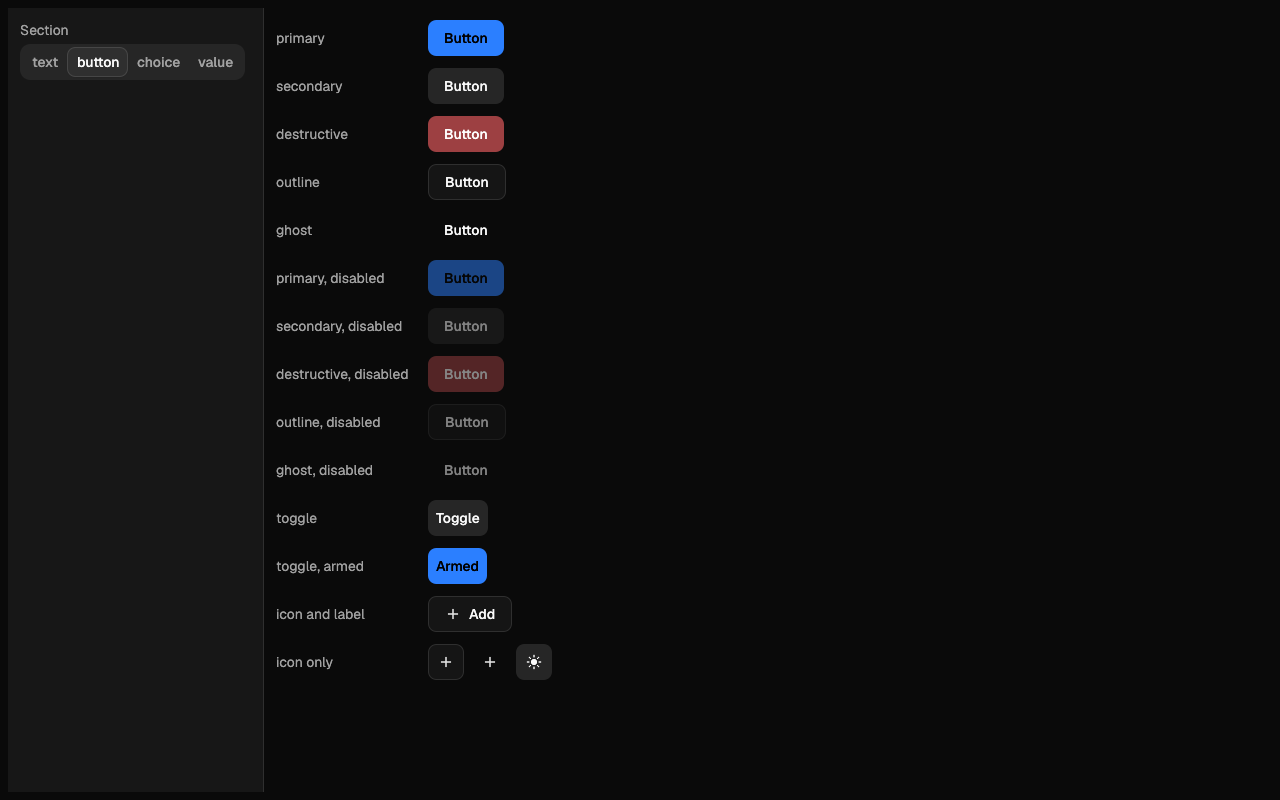 Section
text button choice value
primary Button
secondary Button
destructive Button
outline Button
ghost Button
primary, disabled Button
secondary, disabled Button
destructive, disabled Button
outline, disabled Button
ghost, disabled Button
toggle Toggle
toggle, armed Armed
icon and label Add
icon only